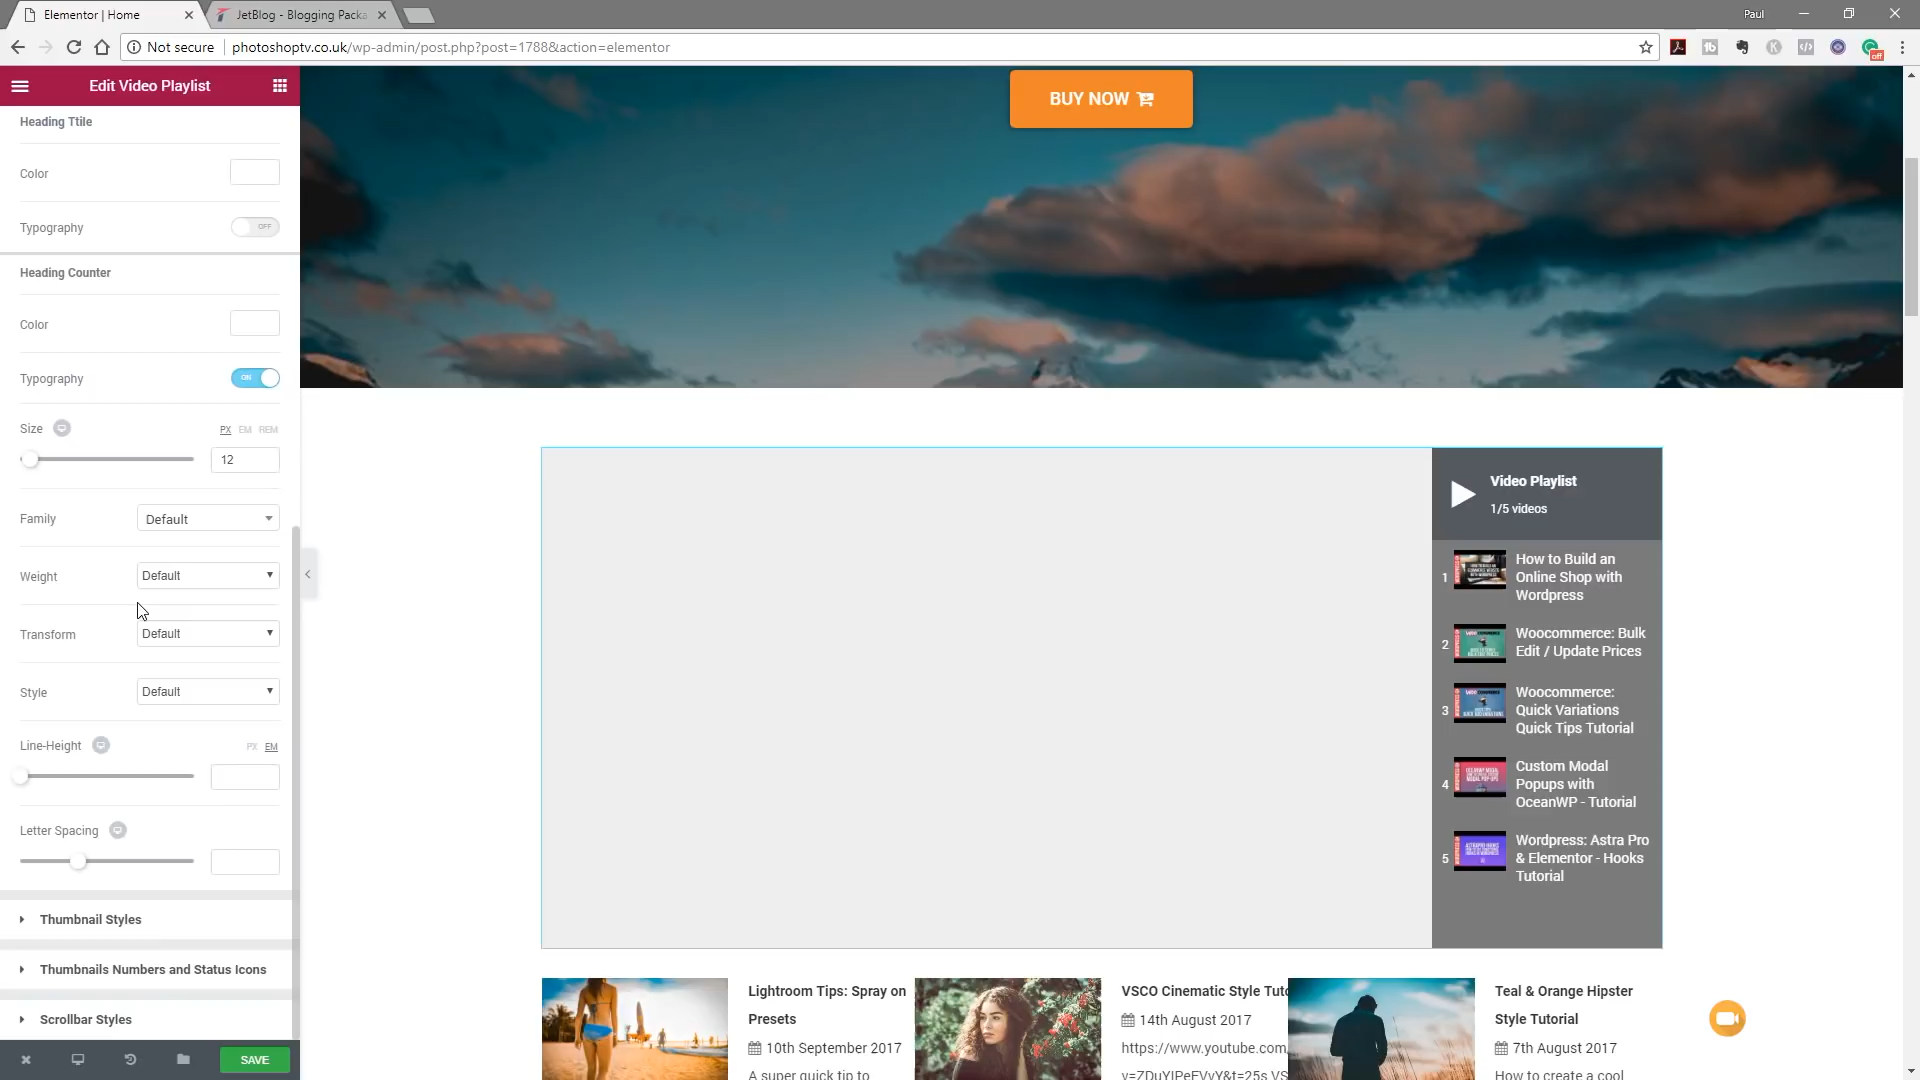 Elementor | Home
JetBlog - Blogging Packa
Paul
Not secure
photoshoptv.co.uk/wp-admin/post.php?post=1788&action=elementor
off
Edit Video Playlist
Heading Ttile
Color
Typography
OFF
Heading Counter
Color
Typography
ON
Size
PX EM REM
12
Family
Default
Weight
Default
Transform
Default
Style
Default
Line-Height
PX EM
Letter Spacing
Thumbnail Styles
Thumbnails Numbers and Status Icons
Scrollbar Styles
SAVE
BUY NOW
Video Playlist
1/5 videos
1
How to Build an
Online Shop with
Wordpress
2
Woocommerce: Bulk
Edit / Update Prices
3
Woocommerce:
Quick Variations
Quick Tips Tutorial
4
Custom Modal
Popups with
OceanWP - Tutorial
5
Wordpress: Astra Pro
& Elementor - Hooks
Tutorial
Lightroom Tips: Spray on
Presets
10th September 2017
A super quick tip to
VSCO Cinematic Style Tuto
14th August 2017
https://www.youtube.com/
Teal & Orange Hipster
Style Tutorial
7th August 2017
How to create a cool